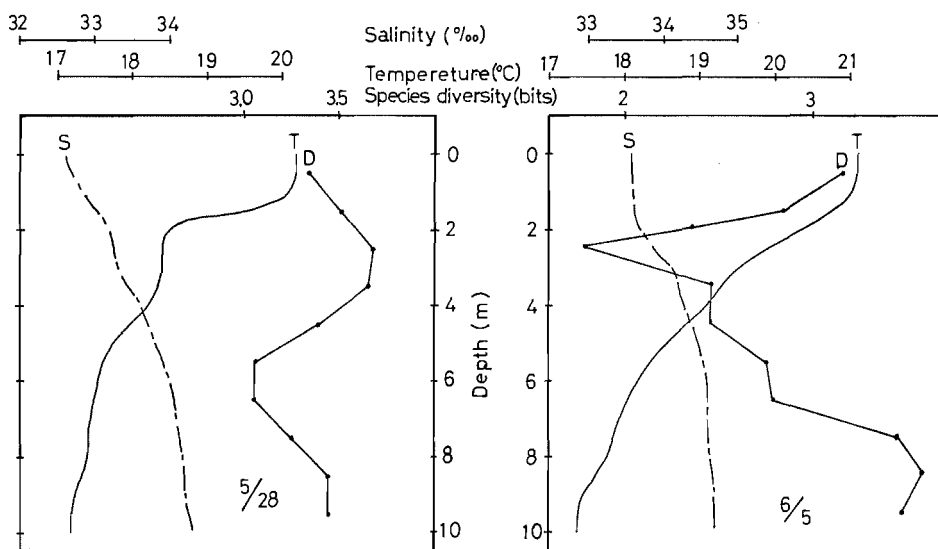 32 33 34 Salinity (‰) 33 34 35
17 18 19 20 Tempereture(°C) 17 18 19 20 21
3.0 3.5 Species diversity(bits) 2 3
S T D
S D T
0 0
2 2
4 4
6 6
8 8
10 10
Depth (m)
5/28
6/5